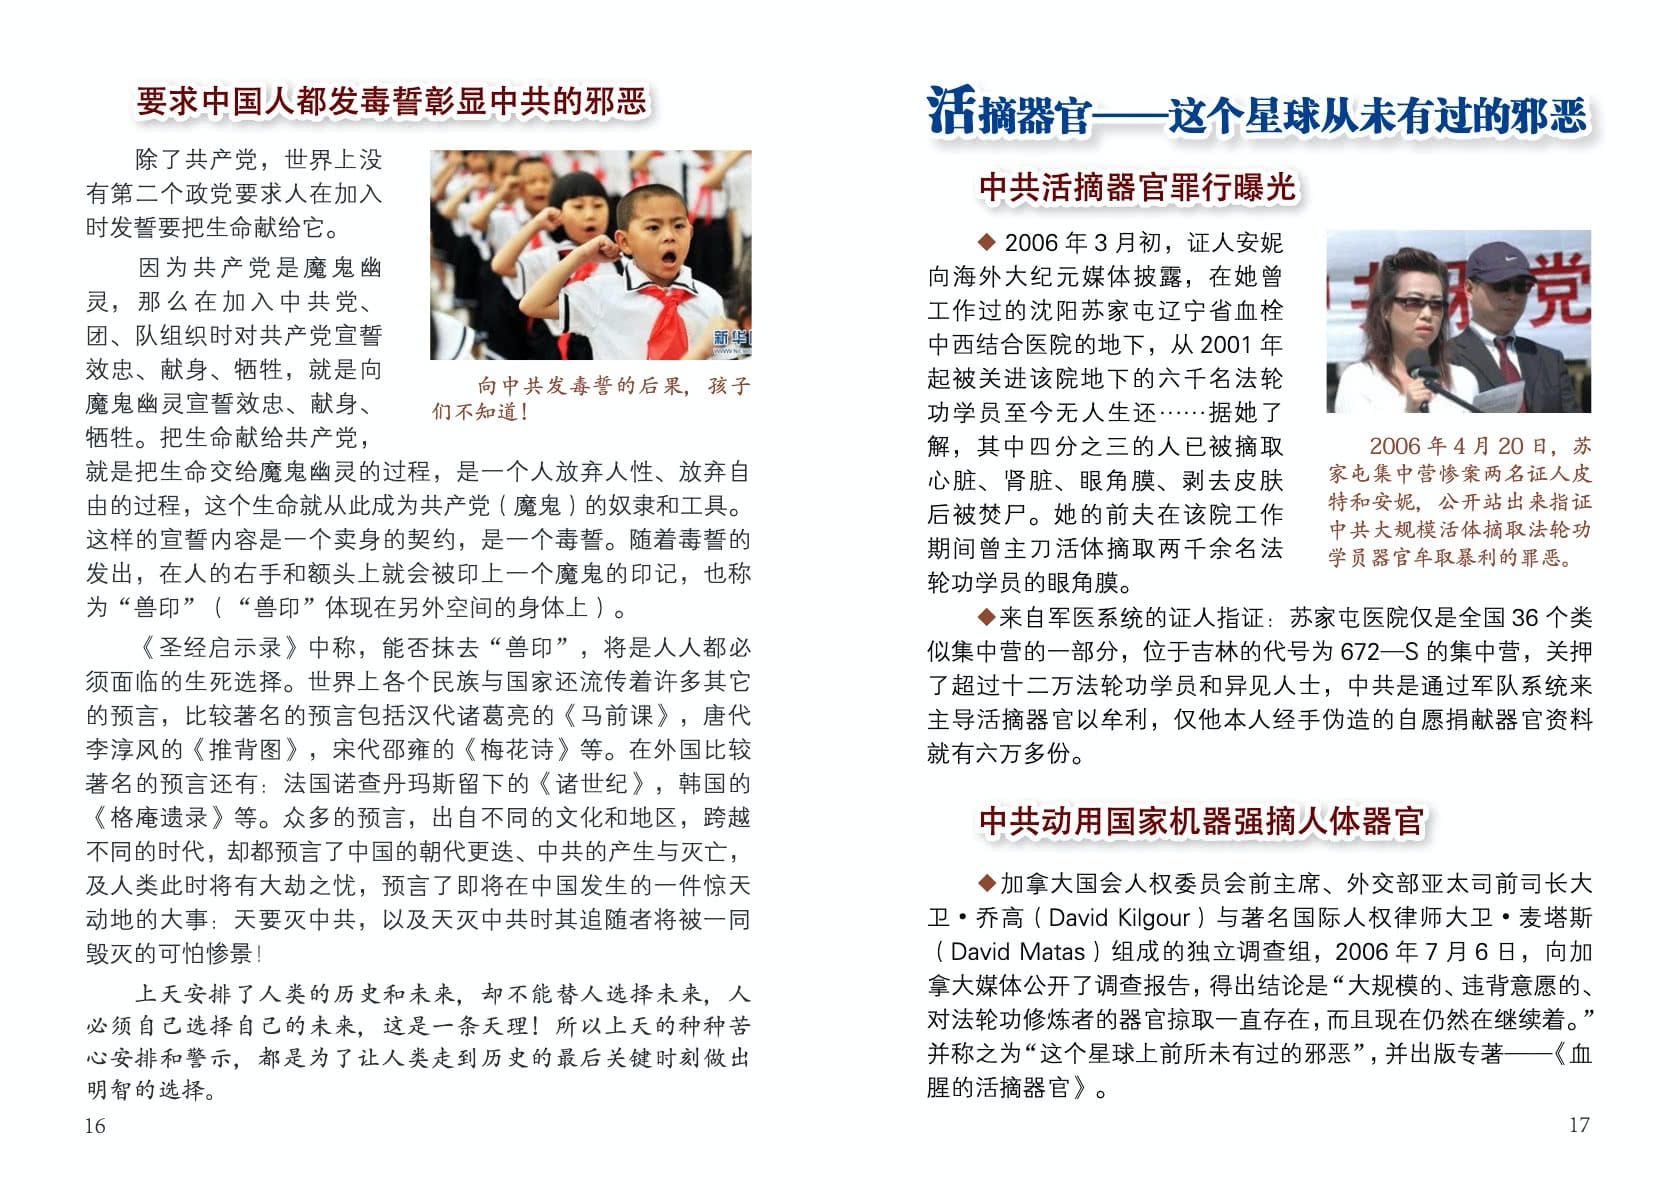 要求中国人都发毒誓彰显中共的邪恶
除了共产党，世界上没
有第二个政党要求人在加入
时发誓要把生命献给它。
因为共产党是魔鬼幽
灵，那么在加入中共党、
团、队组织时对共产党宣誓
效忠、献身、牺牲，就是向
魔鬼幽灵宣誓效忠、献身、
牺牲。把生命献给共产党，
就是把生命交给魔鬼幽灵的过程，是一个人放弃人性、放弃自
由的过程，这个生命就从此成为共产党（魔鬼）的奴隶和工具。
这样的宣誓内容是一个卖身的契约，是一个毒誓。随着毒誓的
发出，在人的右手和额头上就会被印上一个魔鬼的印记，也称
为“兽印”（“兽印”体现在另外空间的身体上）。
新华
向中共发毒誓的后果，孩子
们不知道！
《圣经启示录》中称，能否抹去“兽印”，将是人人都必
须面临的生死选择。世界上各个民族与国家还流传着许多其它
的预言，比较著名的预言包括汉代诸葛亮的《马前课》，唐代
李淳风的《推背图》，宋代邵雍的《梅花诗》等。在外国比较
著名的预言还有：法国诺查丹玛斯留下的《诸世纪》，韩国的
《格庵遗录》等。众多的预言，出自不同的文化和地区，跨越
不同的时代，却都预言了中国的朝代更迭、中共的产生与灭亡，
及人类此时将有大劫之忧，预言了即将在中国发生的一件惊天
动地的大事：天要灭中共，以及天灭中共时其追随者将被一同
毁灭的可怕惨景！
上天安排了人类的历史和未来，却不能替人选择未来，人
必须自己选择自己的未来，这是一条天理！所以上天的种种苦
心安排和警示，都是为了让人类走到历史的最后关键时刻做出
明智的选择。
16
活摘器官——这个星球从未有过的邪恶
中共活摘器官罪行曝光
◆ 2006 年 3 月初，证人安妮
向海外大纪元媒体披露，在她曾
工作过的沈阳苏家屯辽宁省血栓
中西结合医院的地下，从 2001 年
起被关进该院地下的六千名法轮
功学员至今无人生还……据她了
解，其中四分之三的人已被摘取
心脏、肾脏、眼角膜、剥去皮肤
后被焚尸。她的前夫在该院工作
期间曾主刀活体摘取两千余名法
轮功学员的眼角膜。
党
2006 年 4 月 20 日，苏
家屯集中营惨案两名证人皮
特和安妮，公开站出来指证
中共大规模活体摘取法轮功
学员器官牟取暴利的罪恶。
◆来自军医系统的证人指证：苏家屯医院仅是全国 36 个类
似集中营的一部分，位于吉林的代号为 672—S 的集中营，关押
了超过十二万法轮功学员和异见人士，中共是通过军队系统来
主导活摘器官以牟利，仅他本人经手伪造的自愿捐献器官资料
就有六万多份。
中共动用国家机器强摘人体器官
◆加拿大国会人权委员会前主席、外交部亚太司前司长大
卫·乔高（David Kilgour）与著名国际人权律师大卫·麦塔斯
（David Matas）组成的独立调查组，2006 年 7 月 6 日，向加
拿大媒体公开了调查报告，得出结论是“大规模的、违背意愿的、
对法轮功修炼者的器官掠取一直存在，而且现在仍然在继续着。”
并称之为“这个星球上前所未有过的邪恶”，并出版专著——《血
腥的活摘器官》。
17